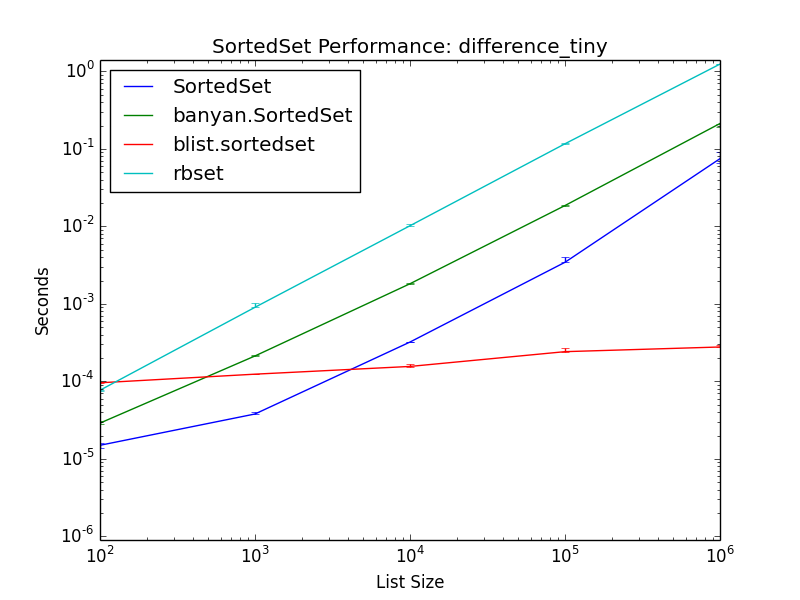 SortedSet Performance: difference_tiny
SortedSet
banyan.SortedSet
blist.sortedset
rbset
10^0
10^-1
10^-2
10^-3
10^-4
10^-5
10^-6
Seconds
10^2 10^3 10^4 10^5 10^6
List Size